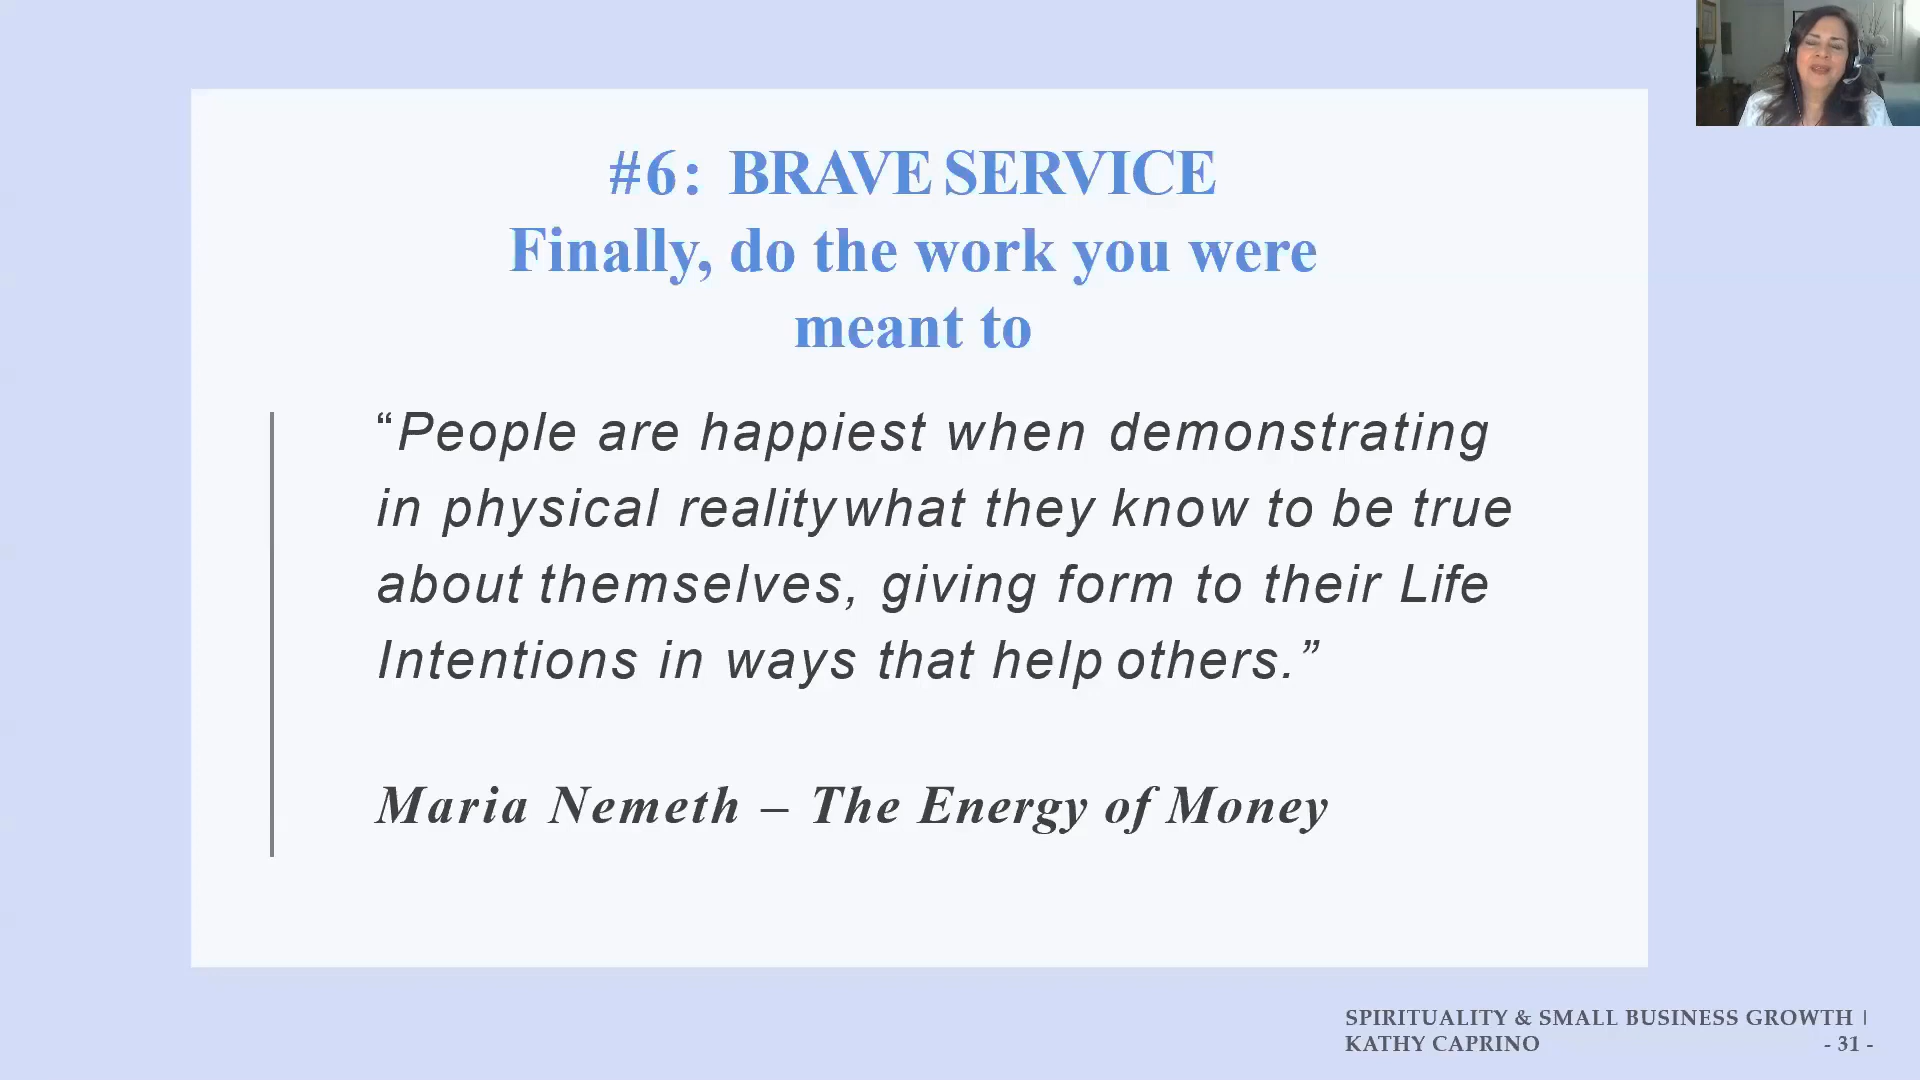 #6: BRAVE SERVICE
Finally, do the work you were
meant to
“People are happiest when demonstrating
in physical reality what they know to be true
about themselves, giving form to their Life
Intentions in ways that help others.”
Maria Nemeth – The Energy of Money
SPIRITUALITY & SMALL BUSINESS GROWTH |
KATHY CAPRINO - 31 -